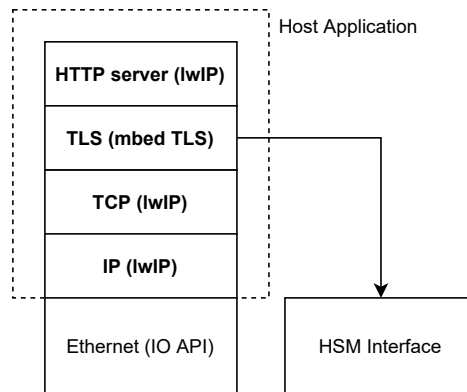 Host Application
HTTP server (lwIP)
TLS (mbed TLS)
TCP (lwIP)
IP (lwIP)
Ethernet (IO API)
HSM Interface